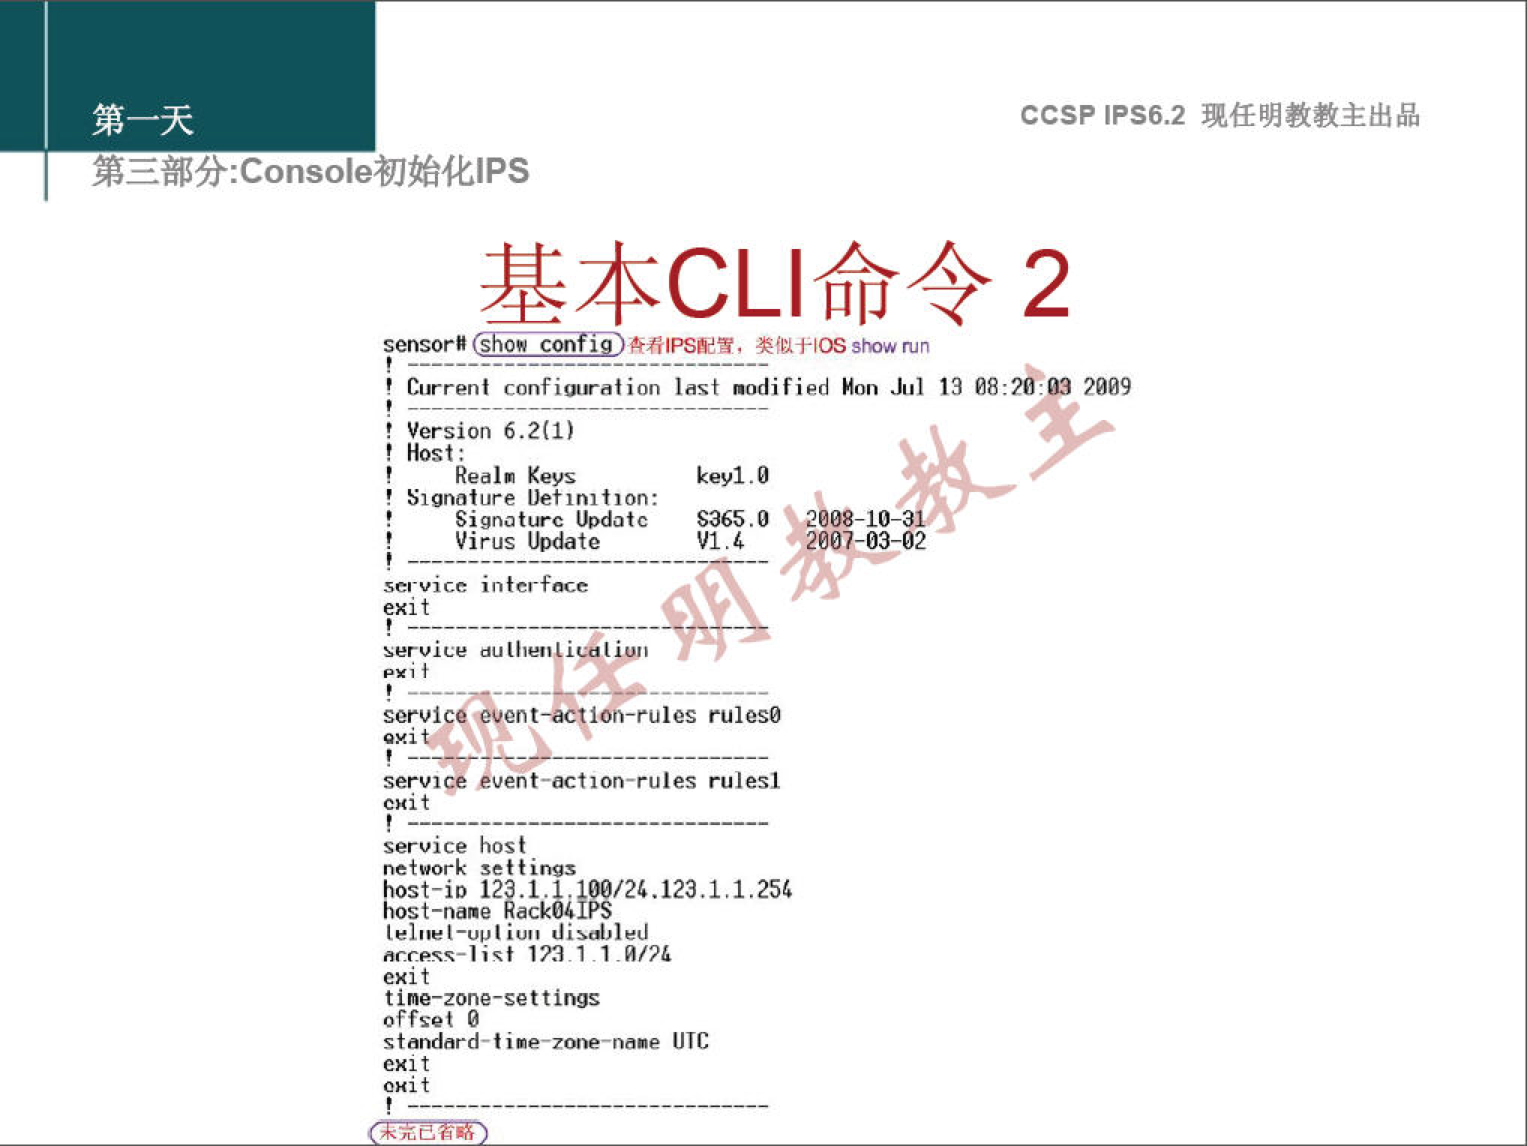 第一天
CCSP IPS6.2 现任明教教主出品
第三部分:Console初始化IPS
基本CLI命令 2
sensor# show config 查看IPS配置，类似于IOS show run
! ------------------------------
! Current configuration last modified Mon Jul 13 08:20:03 2009
! ------------------------------
! Version 6.2(1)
! Host:
!     Realm Keys          key1.0
! Signature Definition:
!     Signature Update    S365.0   2008-10-31
!     Virus Update        V1.4     2007-03-02
! ------------------------------
service interface
exit
! ------------------------------
service authentication
exit
! ------------------------------
service event-action-rules rules0
exit
! ------------------------------
service event-action-rules rules1
exit
! ------------------------------
service host
network settings
host-ip 123.1.1.100/24,123.1.1.254
host-name Rack04IPS
telnet-option disabled
access-list 123.1.1.0/24
exit
time-zone-settings
offset 0
standard-time-zone-name UTC
exit
exit
! ------------------------------
未完已省略
现任明教教主